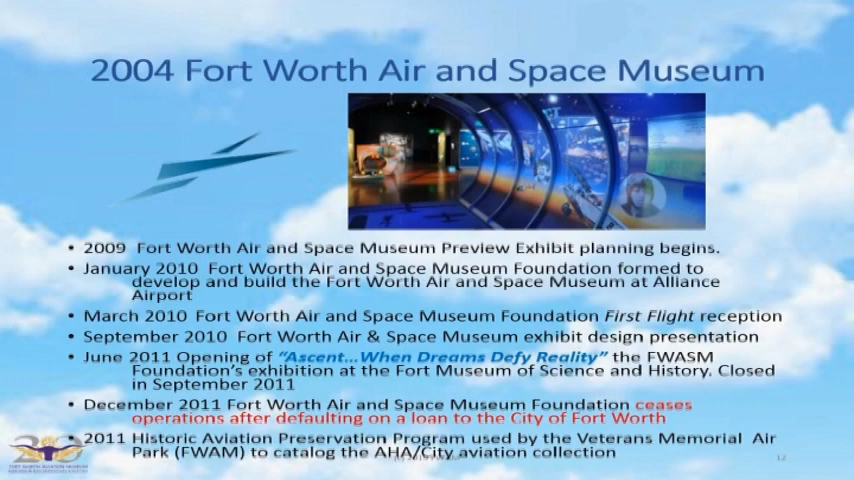 2004 Fort Worth Air and Space Museum
• 2009 Fort Worth Air and Space Museum Preview Exhibit planning begins.
• January 2010 Fort Worth Air and Space Museum Foundation formed to
develop and build the Fort Worth Air and Space Museum at Alliance
Airport
• March 2010 Fort Worth Air and Space Museum Foundation First Flight reception
• September 2010 Fort Worth Air & Space Museum exhibit design presentation
• June 2011 Opening of “Ascent…When Dreams Defy Reality” the FWASM
Foundation’s exhibition at the Fort Museum of Science and History. Closed
in September 2011
• December 2011 Fort Worth Air and Space Museum Foundation ceases
operations after defaulting on a loan to the City of Fort Worth
• 2011 Historic Aviation Preservation Program used by the Veterans Memorial Air
Park (FWAM) to catalog the AHA/City aviation collection
FORT WORTH AVIATION MUSEUM
12